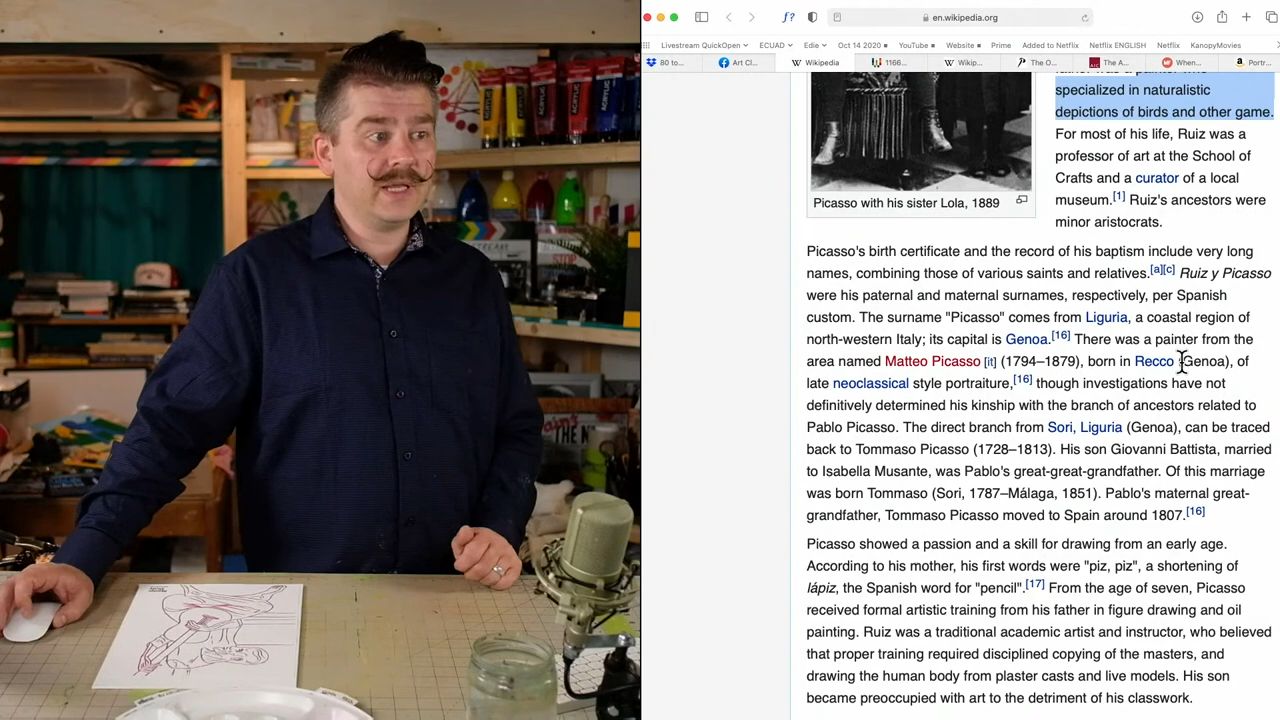 en.wikipedia.org
Livestream QuickOpen
ECUAD
Edie
Oct 14 2020
YouTube
Website
Prime
Added to Netflix
Netflix ENGLISH
Netflix
KanopyMovies
80 to...
Art Cl...
Wikipedia
1166...
Wikip...
The O...
The A...
When...
Portr...
specialized in naturalistic
depictions of birds and other game.
For most of his life, Ruiz was a
professor of art at the School of
Crafts and a curator of a local
museum.[1] Ruiz's ancestors were
minor aristocrats.
Picasso with his sister Lola, 1889
Picasso's birth certificate and the record of his baptism include very long
names, combining those of various saints and relatives.[a][c] Ruiz y Picasso
were his paternal and maternal surnames, respectively, per Spanish
custom. The surname "Picasso" comes from Liguria, a coastal region of
north-western Italy; its capital is Genoa.[16] There was a painter from the
area named Matteo Picasso [it] (1794–1879), born in Recco (Genoa), of
late neoclassical style portraiture,[16] though investigations have not
definitively determined his kinship with the branch of ancestors related to
Pablo Picasso. The direct branch from Sori, Liguria (Genoa), can be traced
back to Tommaso Picasso (1728–1813). His son Giovanni Battista, married
to Isabella Musante, was Pablo's great-great-grandfather. Of this marriage
was born Tommaso (Sori, 1787–Málaga, 1851). Pablo's maternal great-
grandfather, Tommaso Picasso moved to Spain around 1807.[16]
Picasso showed a passion and a skill for drawing from an early age.
According to his mother, his first words were "piz, piz", a shortening of
lápiz, the Spanish word for "pencil".[17] From the age of seven, Picasso
received formal artistic training from his father in figure drawing and oil
painting. Ruiz was a traditional academic artist and instructor, who believed
that proper training required disciplined copying of the masters, and
drawing the human body from plaster casts and live models. His son
became preoccupied with art to the detriment of his classwork.